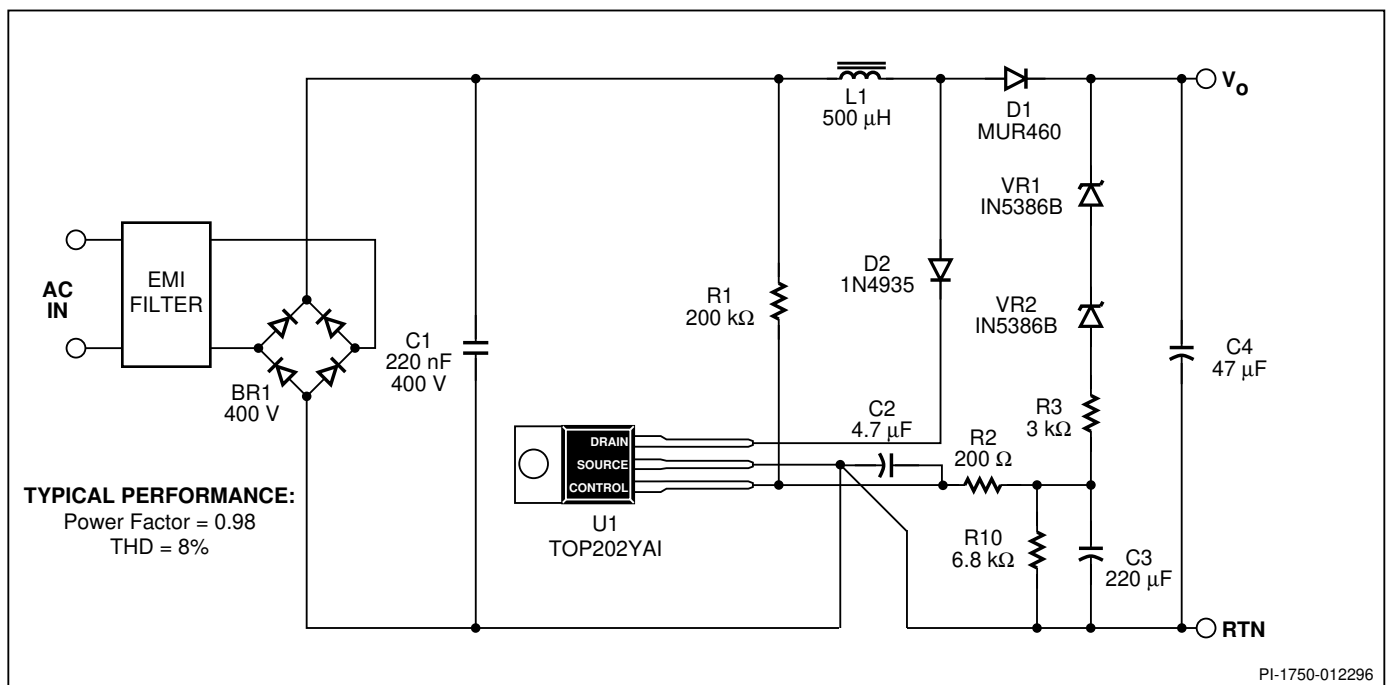 V_O
L1
500 µH
D1
MUR460
VR1
IN5386B
EMI
FILTER
AC
IN
D2
1N4935
R1
200 kΩ
VR2
IN5386B
C1
220 nF
400 V
C4
47 µF
BR1
400 V
C2
4.7 µF
R3
3 kΩ
R2
200 Ω
DRAIN
SOURCE
CONTROL
TYPICAL PERFORMANCE:
Power Factor = 0.98
THD = 8%
U1
TOP202YAI
R10
6.8 kΩ
C3
220 µF
RTN
PI-1750-012296